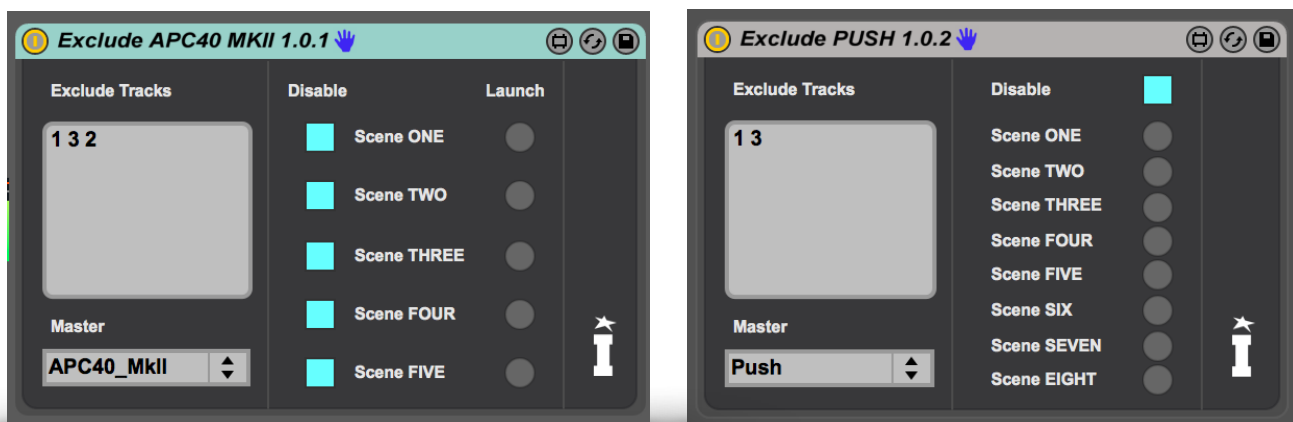 Exclude APC40 MKII 1.0.1
Exclude Tracks
Disable
Launch
1 3 2
Scene ONE
Scene TWO
Scene THREE
Scene FOUR
Scene FIVE
Master
APC40_MkII
Exclude PUSH 1.0.2
Exclude Tracks
Disable
1 3
Scene ONE
Scene TWO
Scene THREE
Scene FOUR
Scene FIVE
Scene SIX
Scene SEVEN
Scene EIGHT
Master
Push